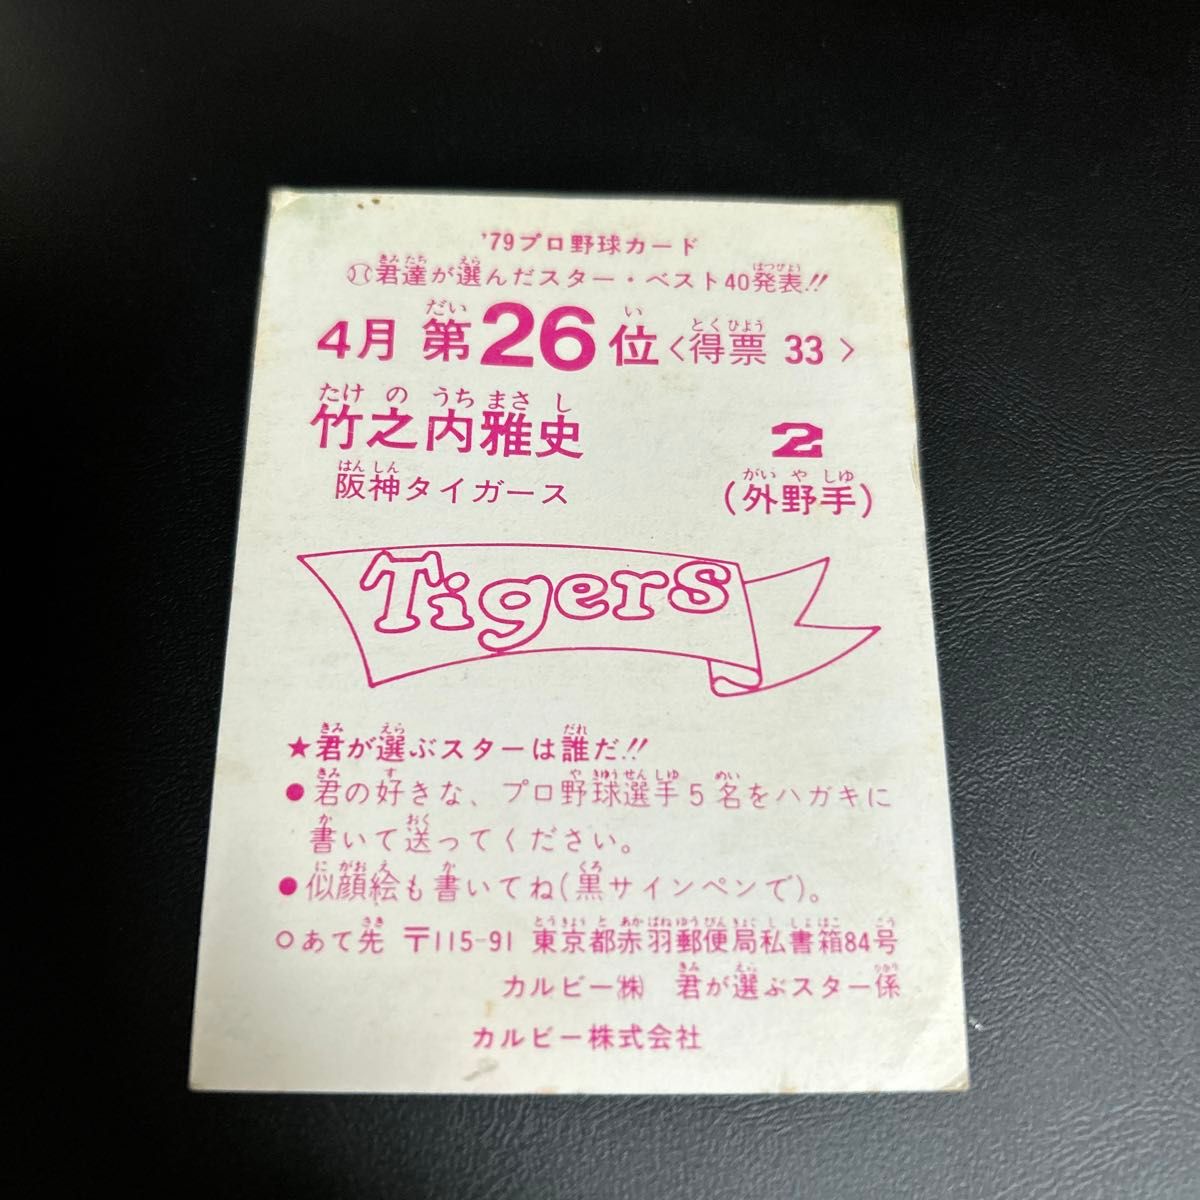 '79プロ野球カード
君達が選んだスター・ベスト40発表!!
4月 第26位<得票 33>
竹之内雅史 2
阪神タイガース (外野手)
Tigers
★君が選ぶスターは誰だ!!
●君の好きな、プロ野球選手5名をハガキに
書いて送ってください。
●似顔絵も書いてね(黒サインペンで)。
○あて先 〒115-91 東京都赤羽郵便局私書箱84号
カルビー㈱ 君が選ぶスター係
カルビー株式会社